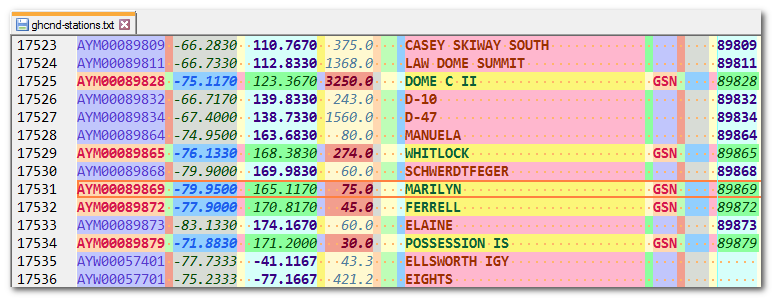 ghcnd-stations.txt
17523 AYM00089809 -66.2830 110.7670 375.0 CASEY SKIWAY SOUTH 89809
17524 AYM00089811 -66.7330 112.8330 1368.0 LAW DOME SUMMIT 89811
17525 AYM00089828 -75.1170 123.3670 3250.0 DOME C II GSN 89828
17526 AYM00089832 -66.7170 139.8330 243.0 D-10 89832
17527 AYM00089834 -67.4000 138.7330 1560.0 D-47 89834
17528 AYM00089864 -74.9500 163.6830 80.0 MANUELA 89864
17529 AYM00089865 -76.1330 168.3830 274.0 WHITLOCK GSN 89865
17530 AYM00089868 -79.9000 169.9830 60.0 SCHWERDTFEGER 89868
17531 AYM00089869 -79.9500 165.1170 75.0 MARILYN GSN 89869
17532 AYM00089872 -77.9000 170.8170 45.0 FERRELL GSN 89872
17533 AYM00089873 -83.1330 174.1670 60.0 ELAINE 89873
17534 AYM00089879 -71.8830 171.2000 30.0 POSSESSION IS GSN 89879
17535 AYW00057401 -77.7333 -41.1167 43.3 ELLSWORTH IGY
17536 AYW00057701 -75.2333 -77.1667 421.2 EIGHTS